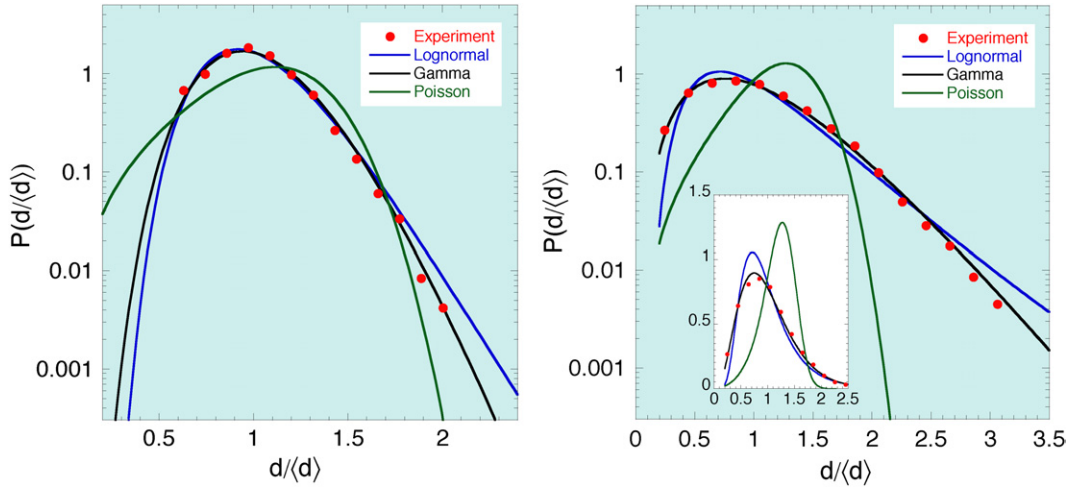 Experiment
Lognormal
Gamma
Poisson
1
0.1
0.01
0.001
P(d/⟨d⟩)
0.5
1
1.5
2
d/⟨d⟩
Experiment
Lognormal
Gamma
Poisson
1
0.1
0.01
0.001
P(d/⟨d⟩)
1.5
1
0.5
0
0 0.5 1.0 1.5 2.0 2.5
0 0.5 1 1.5 2 2.5 3 3.5
d/⟨d⟩